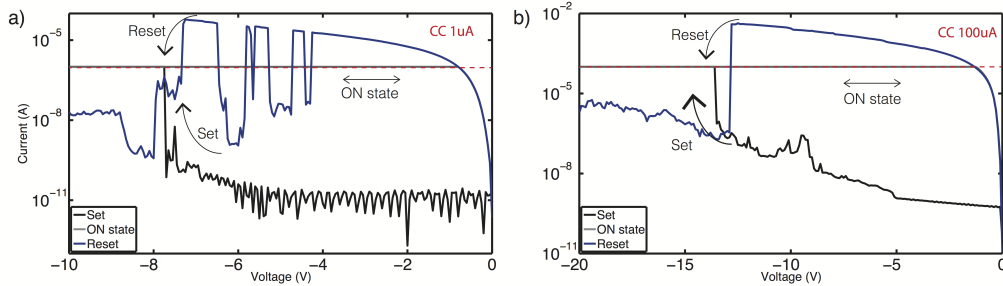 a)
Reset
CC 1uA
ON state
Set
10⁻⁵
10⁻⁸
10⁻¹¹
Current (A)
Set
ON state
Reset
−10
−8
−6
−4
−2
0
Voltage (V)
b)
Reset
CC 100uA
ON state
Set
10⁻²
10⁻⁵
10⁻⁸
10⁻¹¹
Set
ON state
Reset
−20
−15
−10
−5
0
Voltage (V)